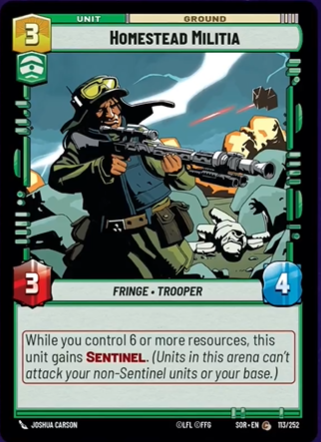 UNIT GROUND
3 HOMESTEAD MILITIA
3 FRINGE • TROOPER 4
While you control 6 or more resources, this
unit gains SENTINEL. (Units in this arena can't
attack your non-Sentinel units or your base.)
JOSHUA CARSON ©LFL ©FFG SOR • EN C 113/252